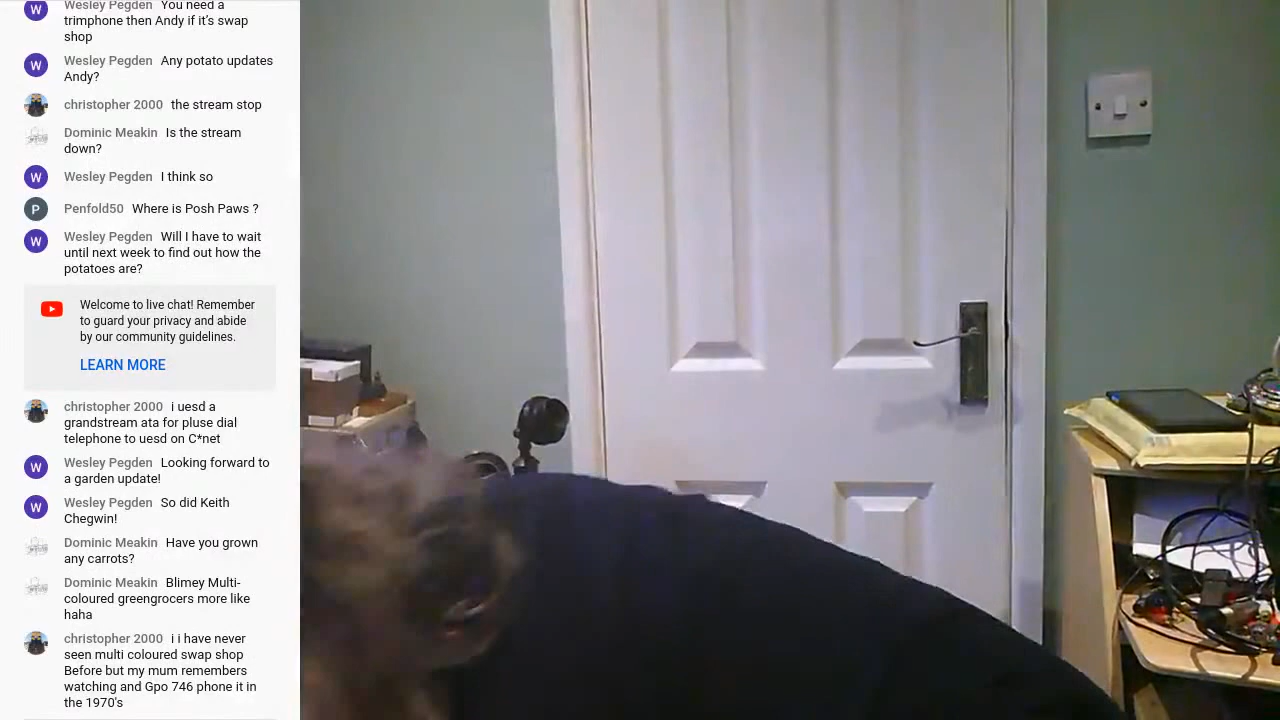 Wesley Pegden You need a
trimphone then Andy if it's swap
shop
Wesley Pegden Any potato updates
Andy?
christopher 2000 the stream stop
Dominic Meakin Is the stream
down?
Wesley Pegden I think so
Penfold50 Where is Posh Paws ?
Wesley Pegden Will I have to wait
until next week to find out how the
potatoes are?
Welcome to live chat! Remember
to guard your privacy and abide
by our community guidelines.
LEARN MORE
christopher 2000 i uesd a
grandstream ata for pluse dial
telephone to uesd on C*net
Wesley Pegden Looking forward to
a garden update!
Wesley Pegden So did Keith
Chegwin!
Dominic Meakin Have you grown
any carrots?
Dominic Meakin Blimey Multi-
coloured greengrocers more like
haha
christopher 2000 i i have never
seen multi coloured swap shop
Before but my mum remembers
watching and Gpo 746 phone it in
the 1970's